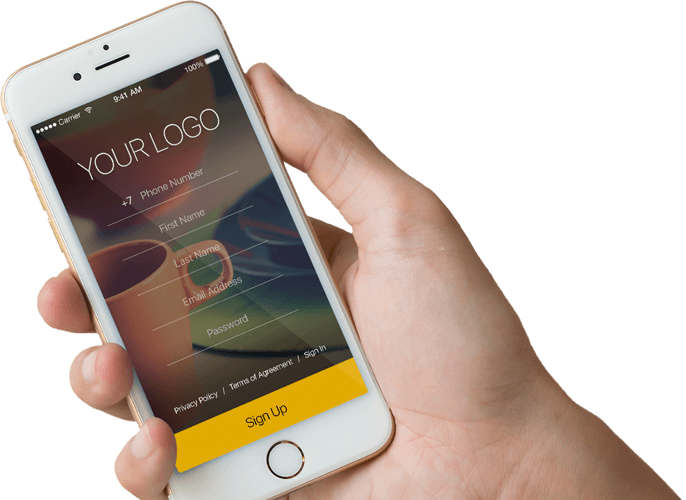 ●●●●● Carrier 9:41 AM 100%
YOUR LOGO
+7 Phone Number
First Name
Last Name
Email Address
Password
Privacy Policy / Terms of Agreement / Sign In
Sign Up